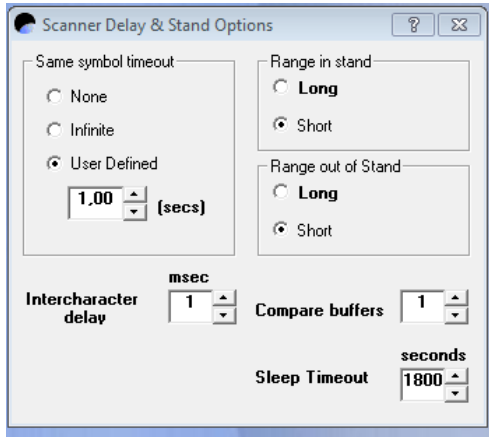 Scanner Delay & Stand Options
Same symbol timeout
None
Infinite
User Defined
1,00 (secs)
Range in stand
Long
Short
Range out of Stand
Long
Short
msec
Intercharacter delay 1
Compare buffers 1
seconds
Sleep Timeout 1800